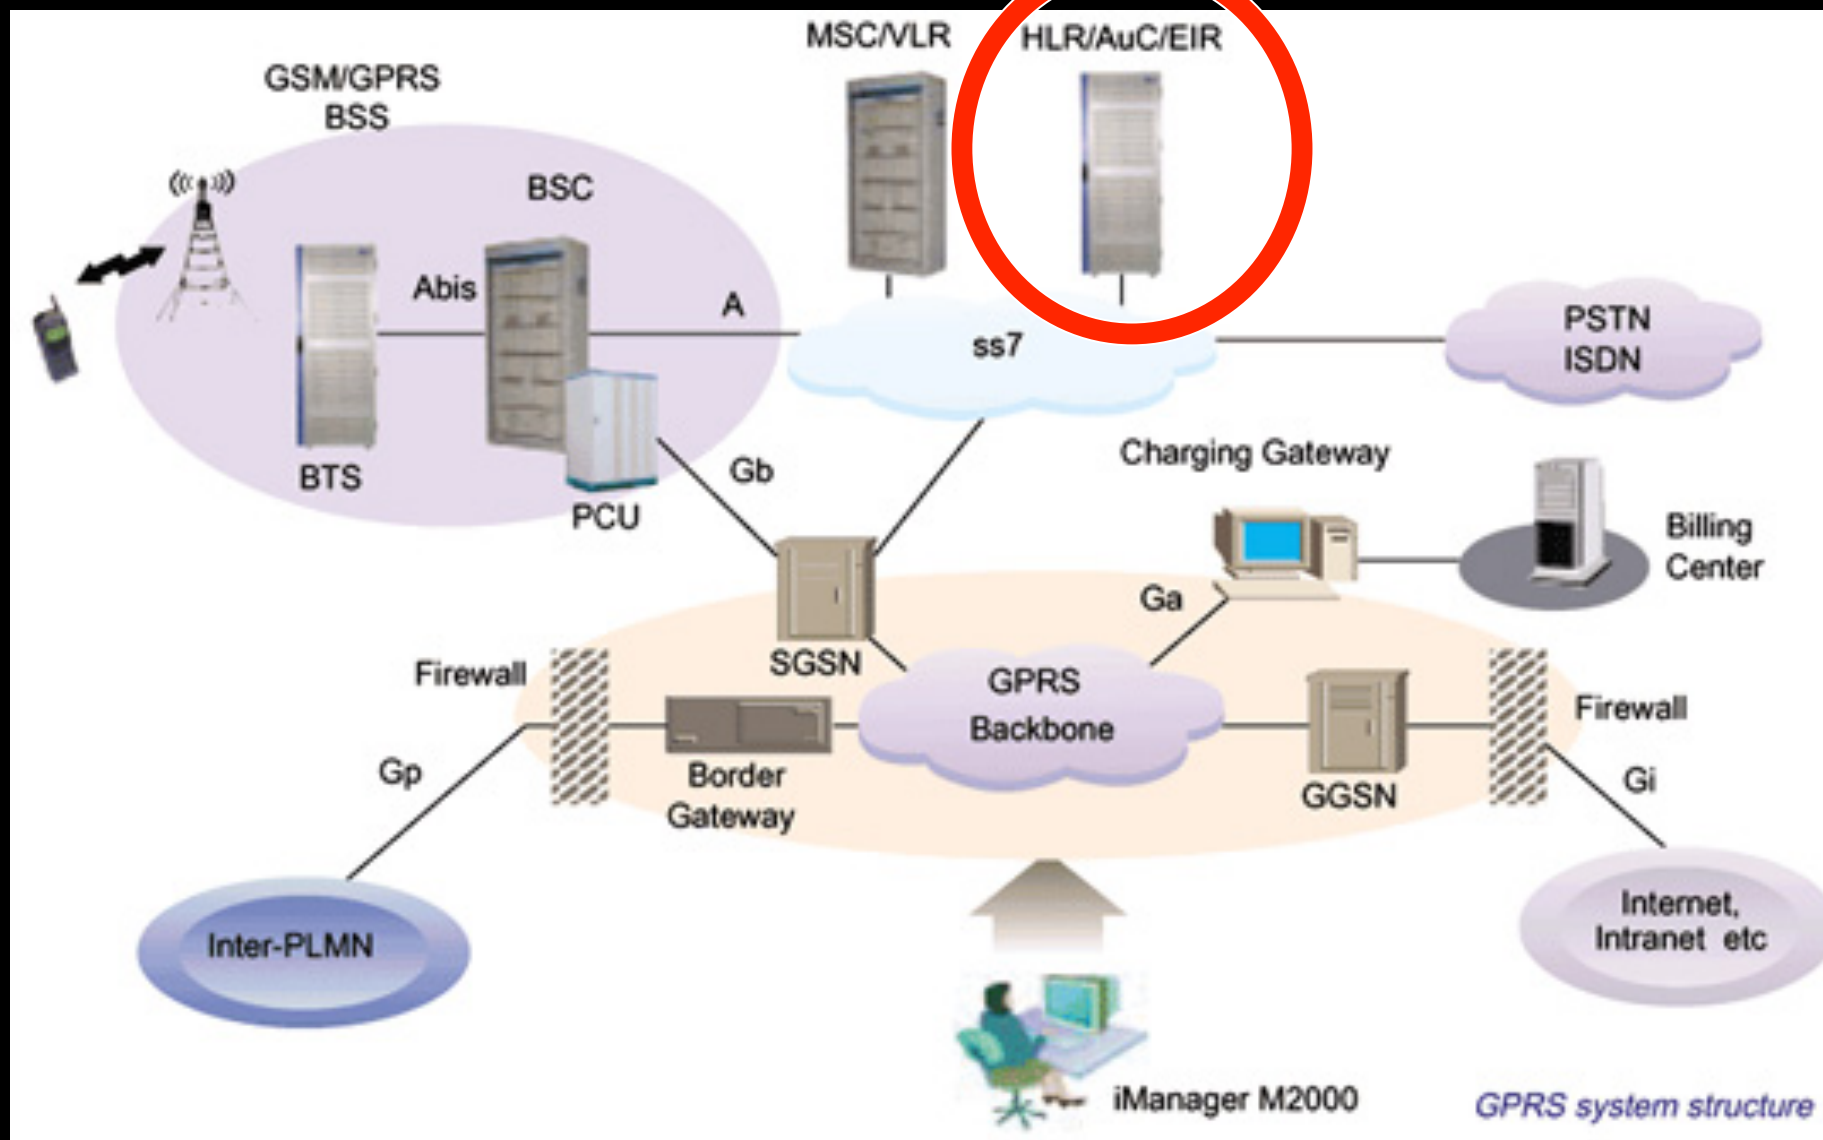 MSC/VLR
HLR/AuC/EIR
GSM/GPRS
BSS
BSC
Abis
A
ss7
PSTN
ISDN
BTS
PCU
Gb
Charging Gateway
Billing
Center
Ga
SGSN
Firewall
GPRS
Backbone
Firewall
Gp
Border
Gateway
GGSN
Gi
Inter-PLMN
Internet,
Intranet etc
iManager M2000
GPRS system structure